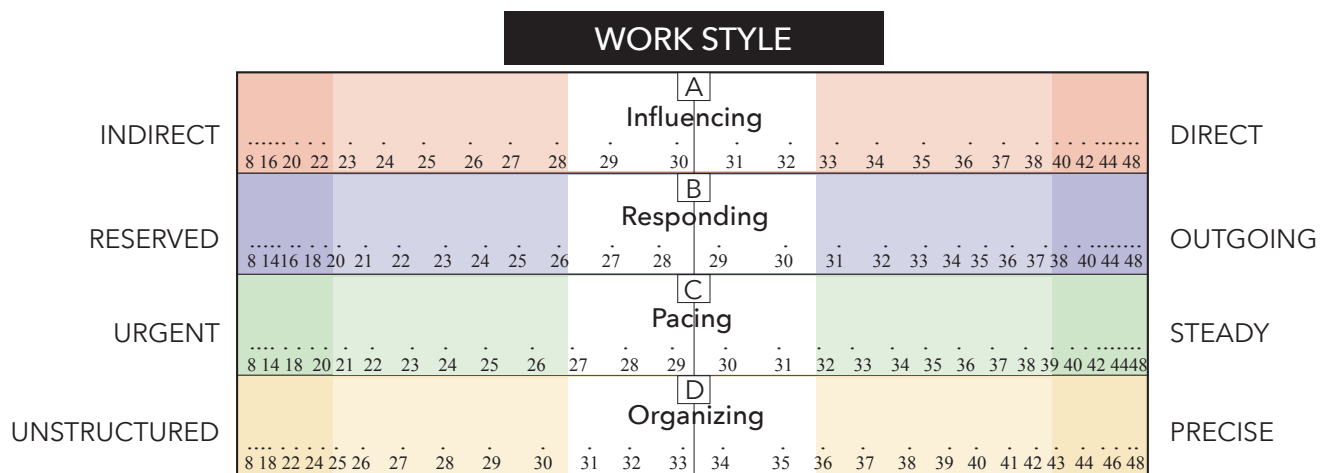 WORK STYLE
A
Influencing
INDIRECT
DIRECT
8 16 20 22 23 24 25 26 27 28 29 30 31 32 33 34 35 36 37 38 40 42 44 48
B
Responding
RESERVED
OUTGOING
8 14 16 18 20 21 22 23 24 25 26 27 28 29 30 31 32 33 34 35 36 37 38 40 44 48
C
Pacing
URGENT
STEADY
8 14 18 20 21 22 23 24 25 26 27 28 29 30 31 32 33 34 35 36 37 38 39 40 42 44 48
D
Organizing
UNSTRUCTURED
PRECISE
8 18 22 24 25 26 27 28 29 30 31 32 33 34 35 36 37 38 39 40 41 42 43 44 46 48